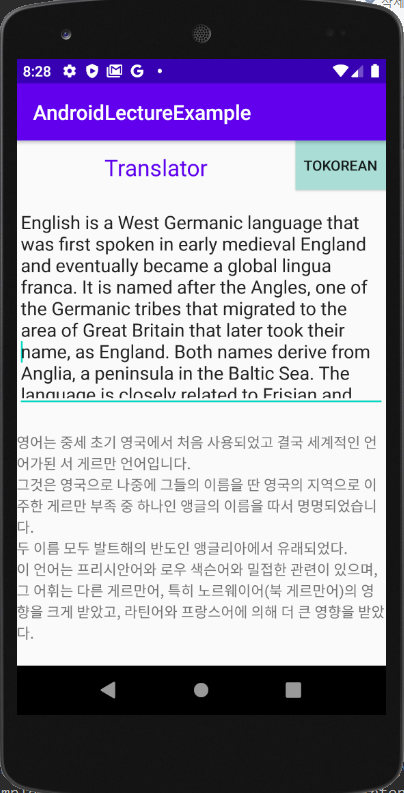 8:28
AndroidLectureExample
Translator
TOKOREAN
English is a West Germanic language that
was first spoken in early medieval England
and eventually became a global lingua
franca. It is named after the Angles, one of
the Germanic tribes that migrated to the
area of Great Britain that later took their
name, as England. Both names derive from
Anglia, a peninsula in the Baltic Sea. The
language is closely related to Frisian and
영어는 중세 초기 영국에서 처음 사용되었고 결국 세계적인 언
어가된 서 게르만 언어입니다.
그것은 영국으로 나중에 그들의 이름을 딴 영국의 지역으로 이
주한 게르만 부족 중 하나인 앵글의 이름을 따서 명명되었습니
다.
두 이름 모두 발트해의 반도인 앵글리아에서 유래되었다.
이 언어는 프리시안어와 로우 색슨어와 밀접한 관련이 있으며,
그 어휘는 다른 게르만어, 특히 노르웨이어(북 게르만어)의 영
향을 크게 받았고, 라틴어와 프랑스어에 의해 더 큰 영향을 받았
다.